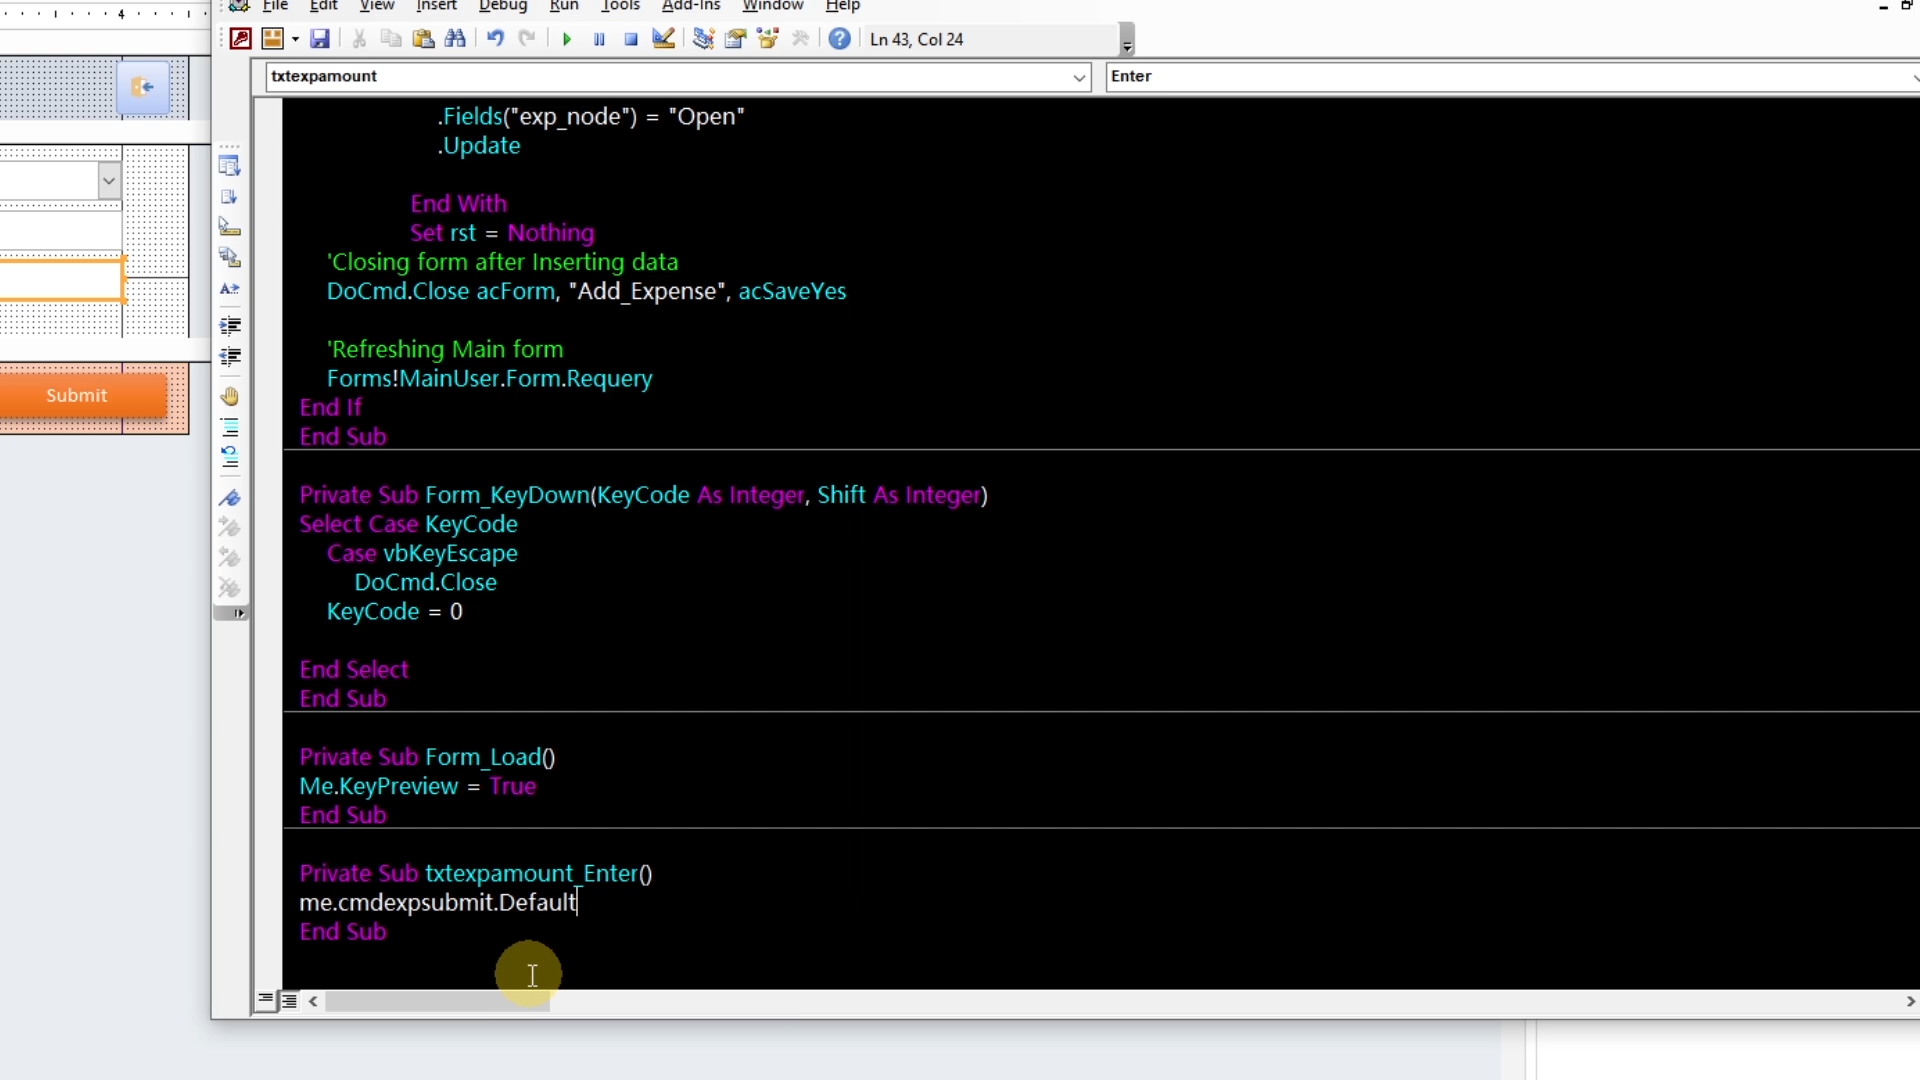 File Edit View Insert Debug Run Tools Add-Ins Window Help
Ln 43, Col 24
txtexpamount
Enter
4
Submit
.Fields("exp_node") = "Open"
.Update
End With
Set rst = Nothing
'Closing form after Inserting data
DoCmd.Close acForm, "Add_Expense", acSaveYes
'Refreshing Main form
Forms!MainUser.Form.Requery
End If
End Sub
Private Sub Form_KeyDown(KeyCode As Integer, Shift As Integer)
Select Case KeyCode
Case vbKeyEscape
DoCmd.Close
KeyCode = 0
End Select
End Sub
Private Sub Form_Load()
Me.KeyPreview = True
End Sub
Private Sub txtexpamount_Enter()
me.cmdexpsubmit.Default
End Sub